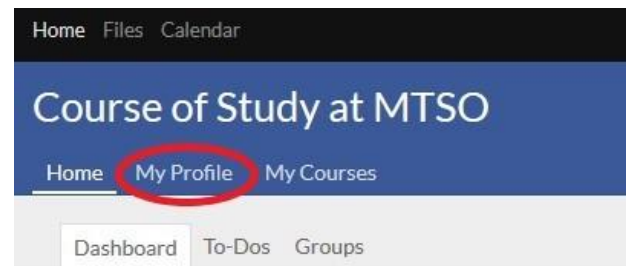 Home Files Calendar
Course of Study at MTSO
Home My Profile My Courses
Dashboard To-Dos Groups